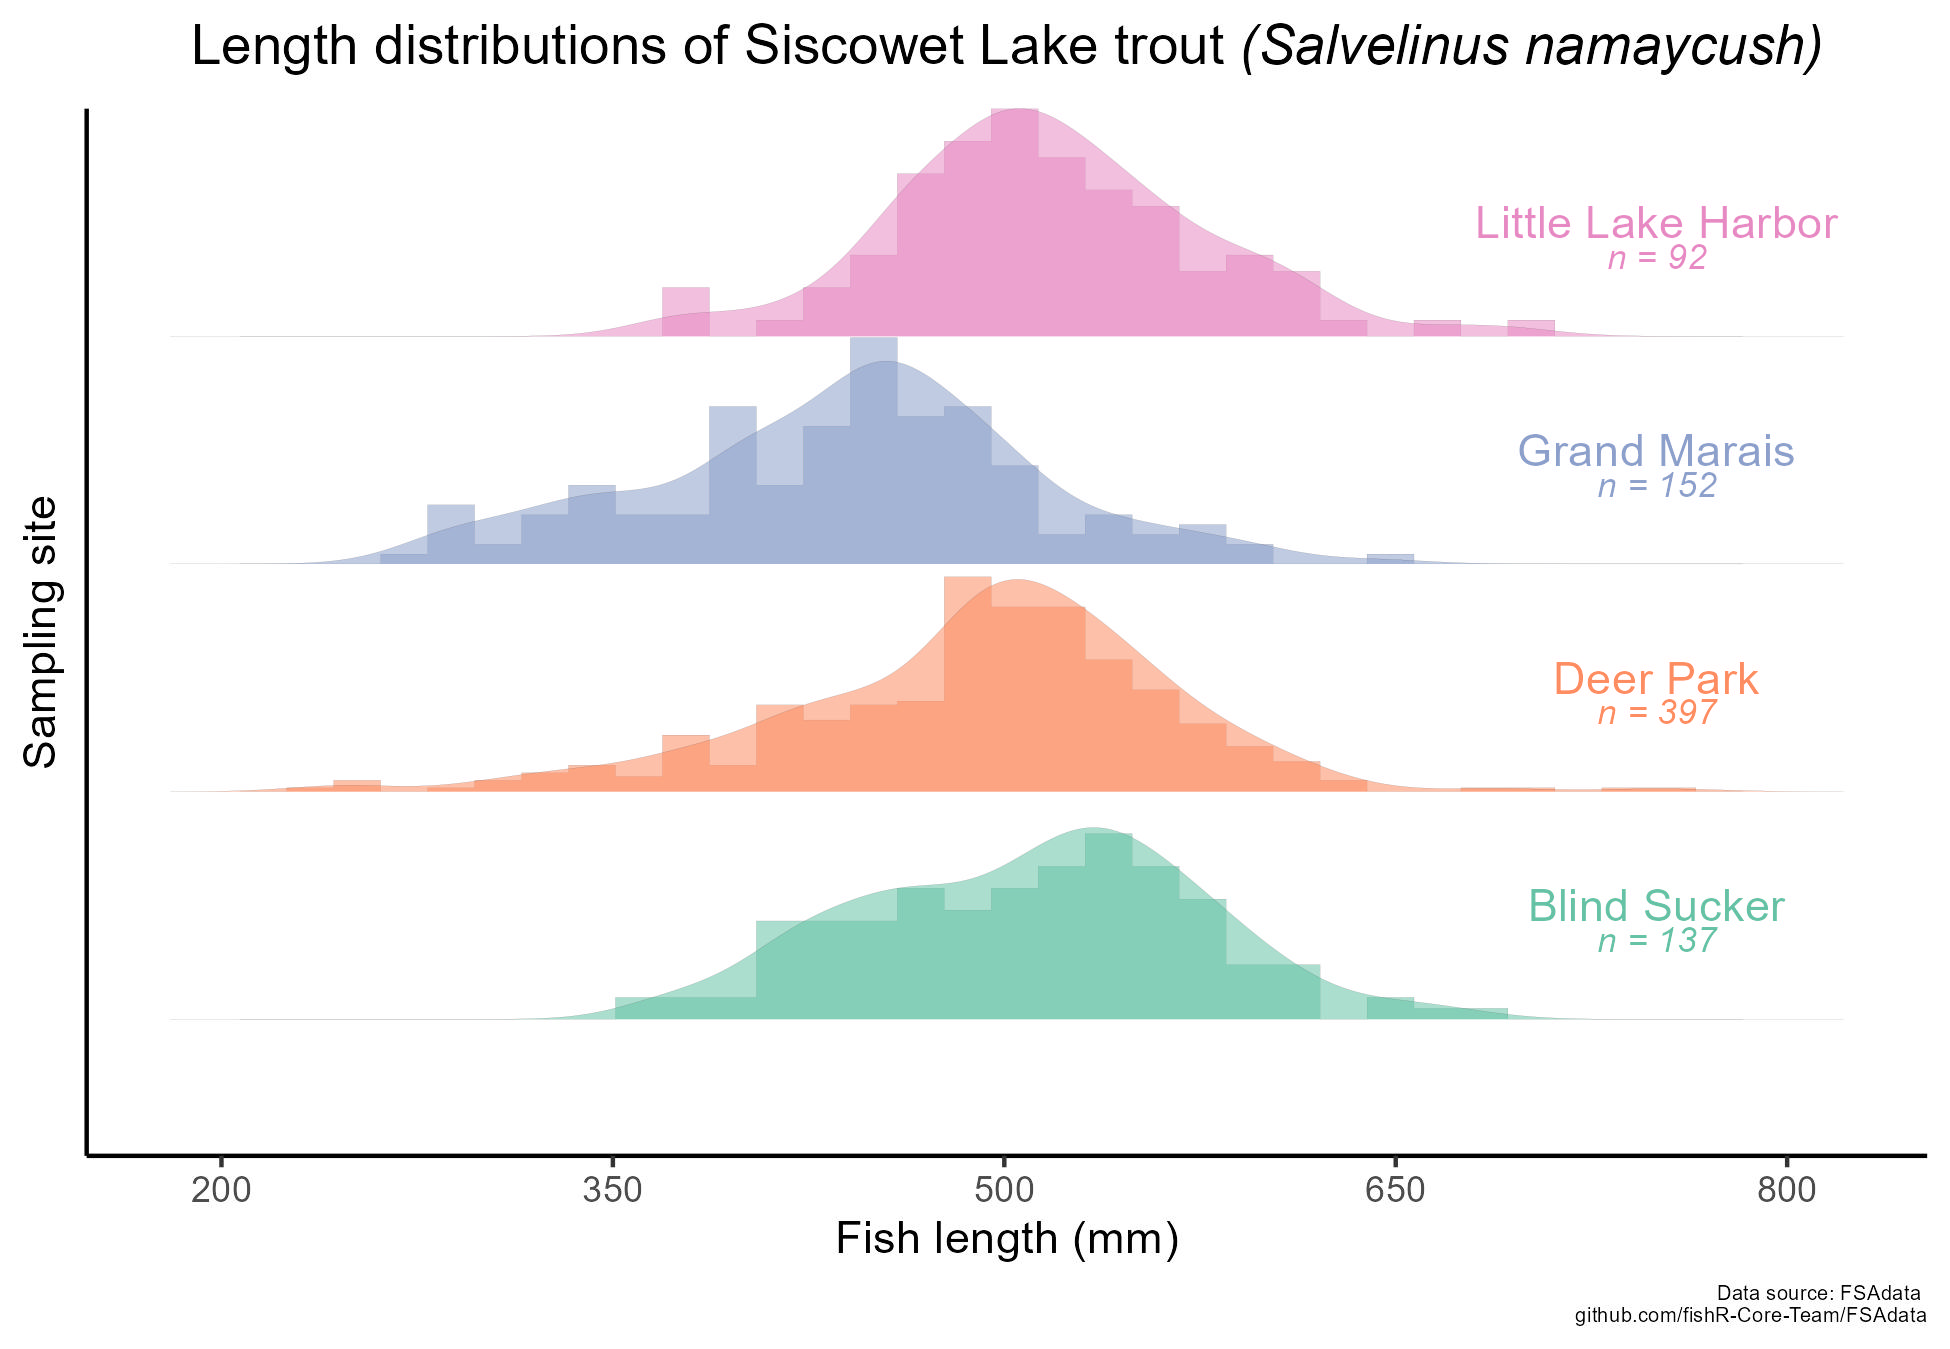 Length distributions of Siscowet Lake trout (Salvelinus namaycush)
Little Lake Harbor
n = 92
Grand Marais
n = 152
Deer Park
n = 397
Blind Sucker
n = 137
Sampling site
200 350 500 650 800
Fish length (mm)
Data source: FSAdata
github.com/fishR-Core-Team/FSAdata